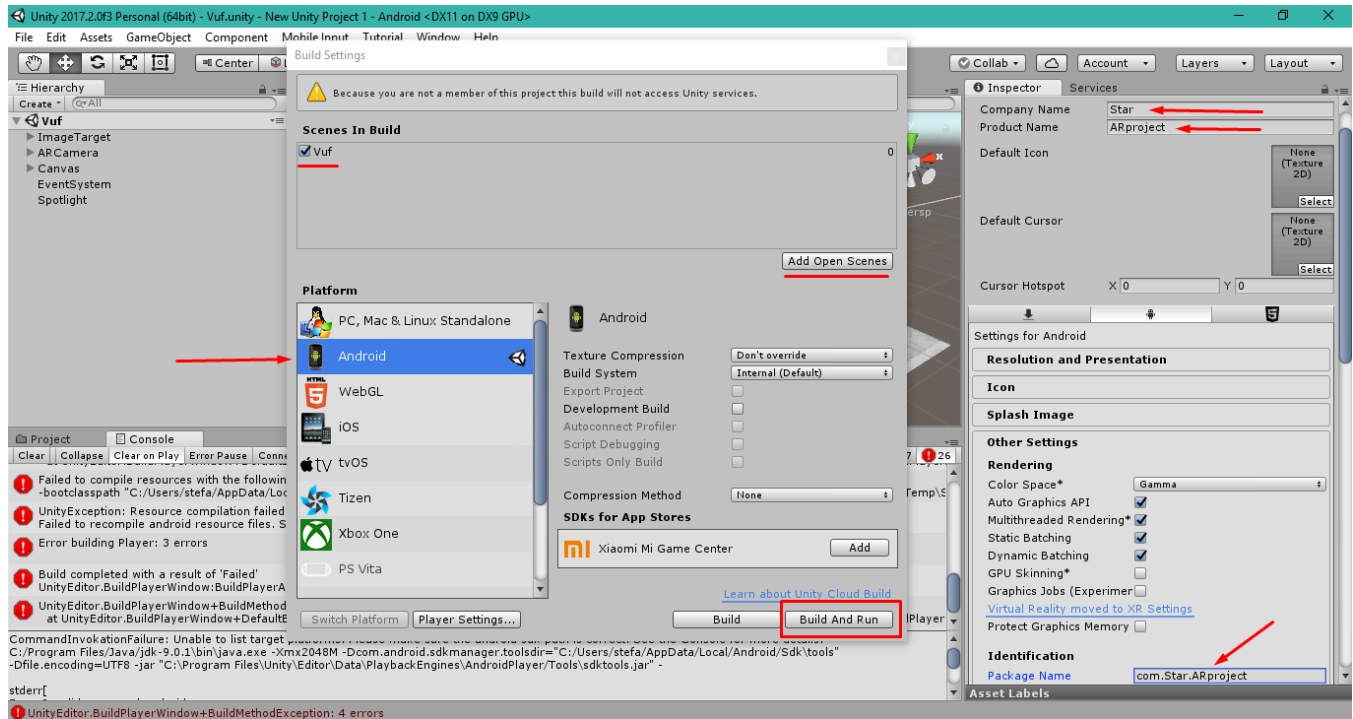 Unity 2017.2.0f3 Personal (64bit) - Vuf.unity - New Unity Project 1 - Android <DX11 on DX9 GPU>
File Edit Assets GameObject Component Mobile Input Tutorial Window Help
Center
Collab
Account
Layers
Layout
Hierarchy
Create
All
Vuf
ImageTarget
ARCamera
Canvas
EventSystem
Spotlight
Build Settings
Because you are not a member of this project this build will not access Unity services.
Scenes In Build
Vuf 0
Add Open Scenes
Platform
PC, Mac & Linux Standalone
Android
HTML
WebGL
iOS
tv tvOS
Tizen
Xbox One
PS Vita
Switch Platform
Player Settings...
Android
Texture Compression Don't override
Build System Internal (Default)
Export Project
Development Build
Autoconnect Profiler
Script Debugging
Scripts Only Build
Compression Method None
SDKs for App Stores
Xiaomi Mi Game Center Add
Learn about Unity Cloud Build
Build
Build And Run
Inspector Services
Company Name Star
Product Name ARproject
Default Icon
None
(Texture
2D)
Select
Default Cursor
None
(Texture
2D)
Select
Cursor Hotspot X 0 Y 0
Settings for Android
Resolution and Presentation
Icon
Splash Image
Other Settings
Rendering
Color Space* Gamma
Auto Graphics API
Multithreaded Rendering*
Static Batching
Dynamic Batching
GPU Skinning*
Graphics Jobs (Experimer
Virtual Reality moved to XR Settings
Protect Graphics Memory
Identification
Package Name com.Star.ARproject
Asset Labels
Project Console
Clear Collapse Clear on Play Error Pause Conne
7 26
Failed to compile resources with the followin
-bootclasspath "C:/Users/stefa/AppData/Loc
Temp\S
UnityException: Resource compilation failed
Failed to recompile android resource files. S
Error building Player: 3 errors
Build completed with a result of 'Failed'
UnityEditor.BuildPlayerWindow:BuildPlayerA
UnityEditor.BuildPlayerWindow+BuildMethod
at UnityEditor.BuildPlayerWindow+DefaultB
lPlayer
CommandInvokationFailure: Unable to list target platforms. Please make sure the android sdk path is correct. See the Console for more details.
C:/Program Files/Java/jdk-9.0.1\bin\java.exe -Xmx2048M -Dcom.android.sdkmanager.toolsdir="C:/Users/stefa/AppData/Local/Android/Sdk\tools"
-Dfile.encoding=UTF8 -jar "C:\Program Files\Unity\Editor\Data\PlaybackEngines\AndroidPlayer/Tools\sdktools.jar" -
stderr[
UnityEditor.BuildPlayerWindow+BuildMethodException: 4 errors